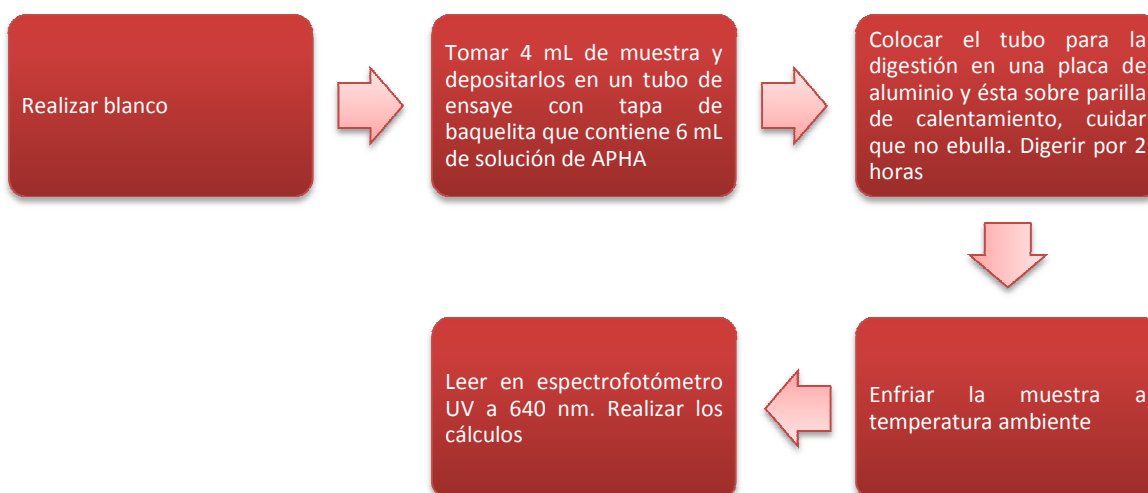 Realizar blanco
Tomar 4 mL de muestra y
depositarlos en un tubo de
ensaye con tapa de
baquelita que contiene 6 mL
de solución de APHA
Colocar el tubo para la
digestión en una placa de
aluminio y ésta sobre parilla
de calentamiento, cuidar
que no ebulla. Digerir por 2
horas
Enfriar la muestra a
temperatura ambiente
Leer en espectrofotómetro
UV a 640 nm. Realizar los
cálculos